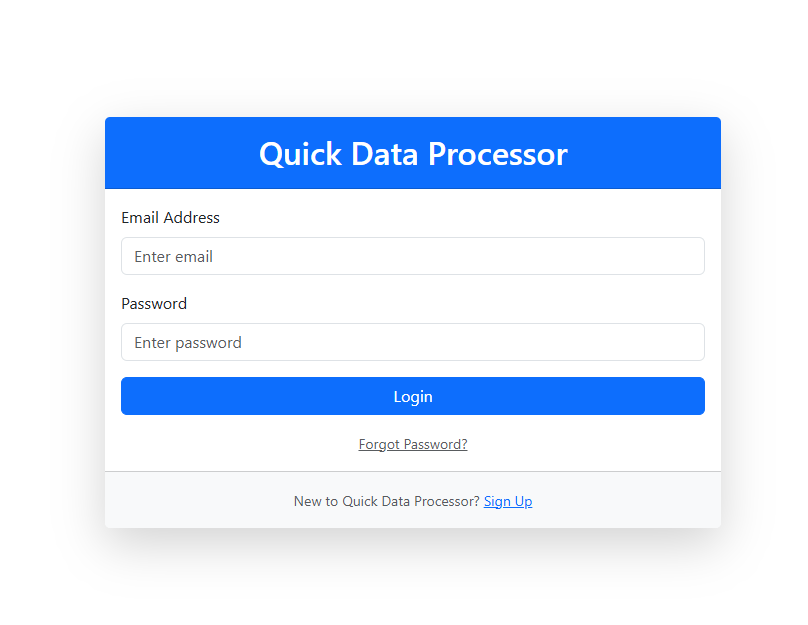 Quick Data Processor
Email Address
Enter email
Password
Enter password
Login
Forgot Password?
New to Quick Data Processor? Sign Up